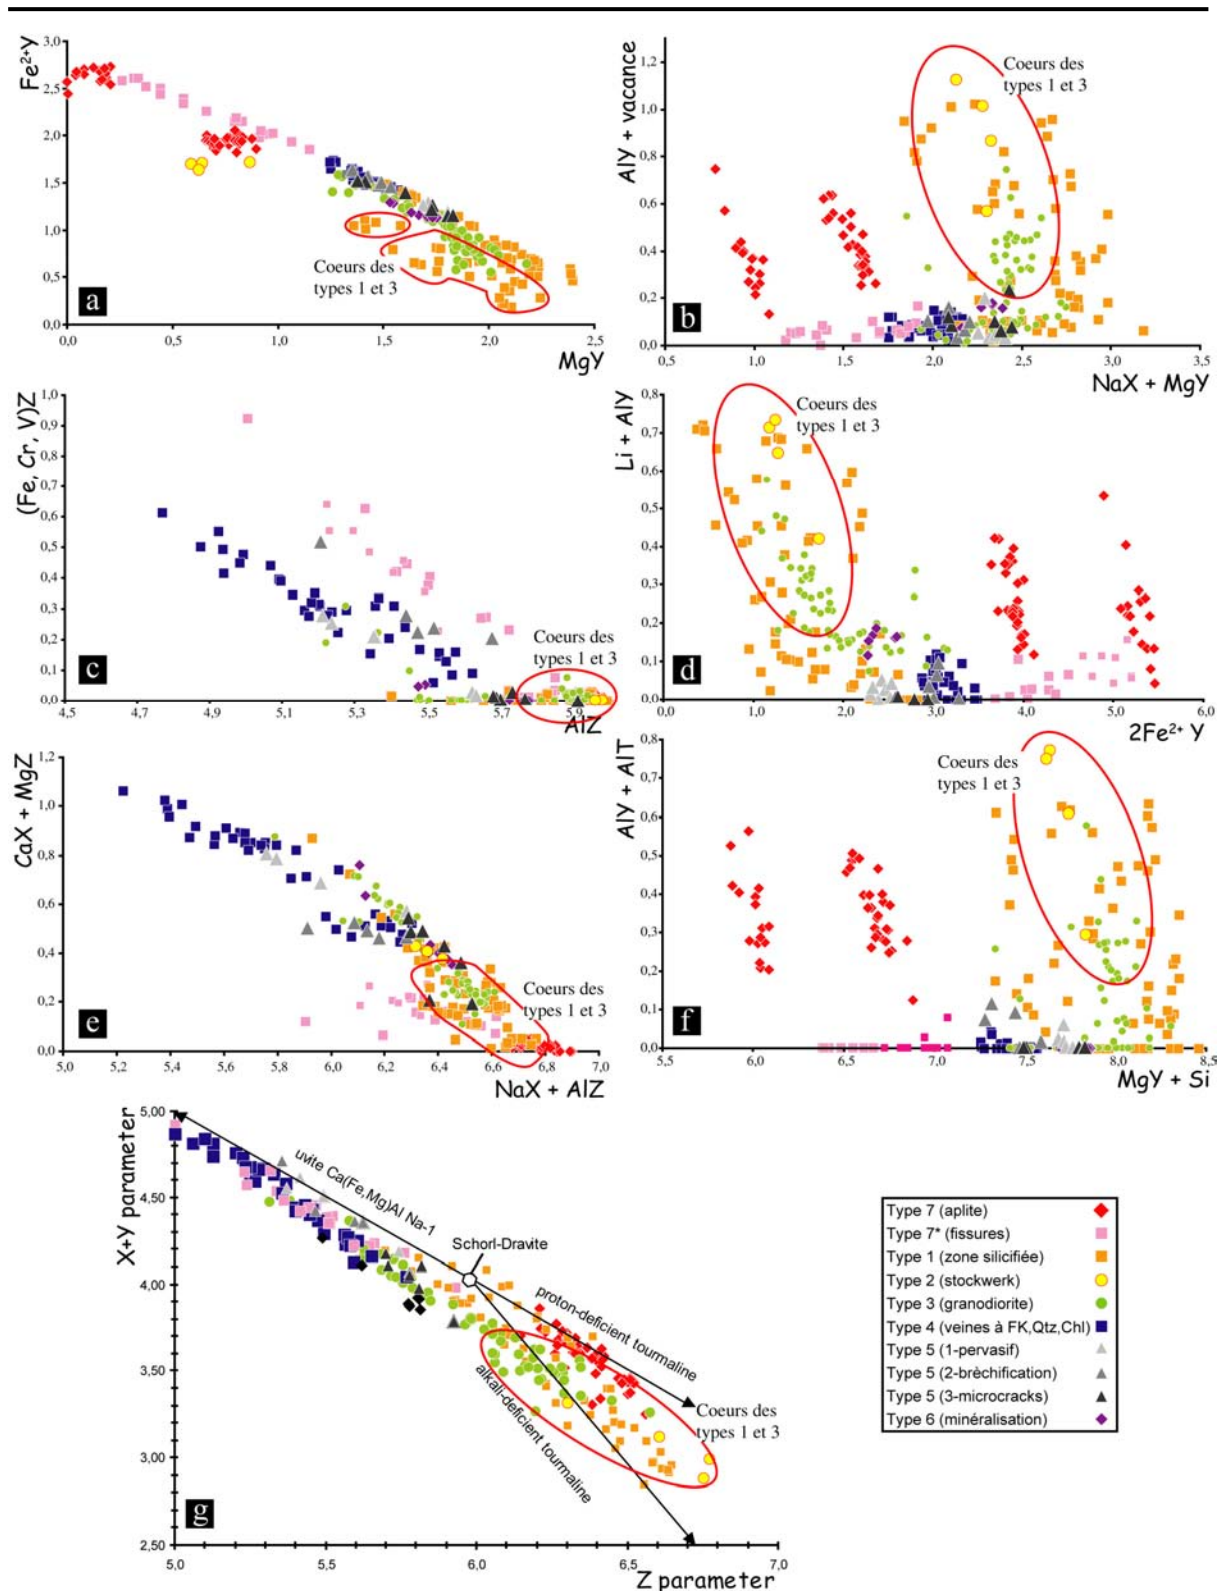 Fe²⁺Y
3,0
2,5
2,0
1,5
1,0
0,5
0,0
0,0 0,5 1,0 1,5 2,0 2,5
MgY
Coeurs des
types 1 et 3
a
AlY + vacance
1,2
1,0
0,8
0,6
0,4
0,2
0,0
0,5 1,0 1,5 2,0 2,5 3,0 3,5
NaX + MgY
Coeurs des
types 1 et 3
b
(Fe, Cr, V)Z
1,0
0,9
0,8
0,7
0,6
0,5
0,4
0,3
0,2
0,1
0,0
4,5 4,7 4,9 5,1 5,3 5,5 5,7 5,9
AlZ
Coeurs des
types 1 et 3
c
Li + AlY
0,8
0,7
0,6
0,5
0,4
0,3
0,2
0,1
0,0
0,0 1,0 2,0 3,0 4,0 5,0 6,0
2Fe²⁺ Y
Coeurs des
types 1 et 3
d
CaX + MgZ
1,2
1,0
0,8
0,6
0,4
0,2
0,0
5,0 5,2 5,4 5,6 5,8 6,0 6,2 6,4 6,6 6,8 7,0
NaX + AlZ
Coeurs des
types 1 et 3
e
AlY + AlT
0,8
0,7
0,6
0,5
0,4
0,3
0,2
0,1
0,0
5,5 6,0 6,5 7,0 7,5 8,0 8,5
MgY + Si
Coeurs des
types 1 et 3
f
X+Y parameter
5,00
4,50
4,00
3,50
3,00
2,50
5,0 5,5 6,0 6,5 7,0
Z parameter
uvite Ca(Fe,Mg)Al Na-1
Schorl-Dravite
proton-deficient tourmaline
alkali-deficient tourmaline
Coeurs des
types 1 et 3
g
Type 7 (aplite)
Type 7* (fissures)
Type 1 (zone silicifiée)
Type 2 (stockwerk)
Type 3 (granodiorite)
Type 4 (veines à FK,Qtz,Chl)
Type 5 (1-pervasif)
Type 5 (2-brèchification)
Type 5 (3-microcracks)
Type 6 (minéralisation)